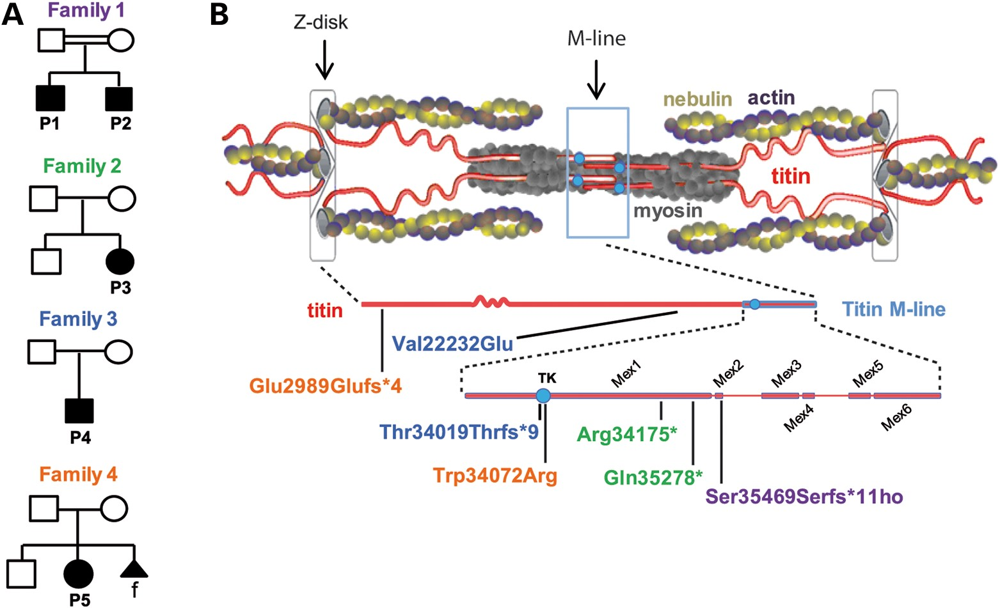 A
Family 1
P1
P2
Family 2
P3
Family 3
P4
Family 4
P5
f
B
Z-disk
M-line
nebulin
actin
titin
myosin
titin
Titin M-line
Val22232Glu
Glu2989Glufs*4
TK
Mex1
Mex2
Mex3
Mex4
Mex5
Mex6
Thr34019Thrfs*9
Arg34175*
Trp34072Arg
Gln35278*
Ser35469Serfs*11ho